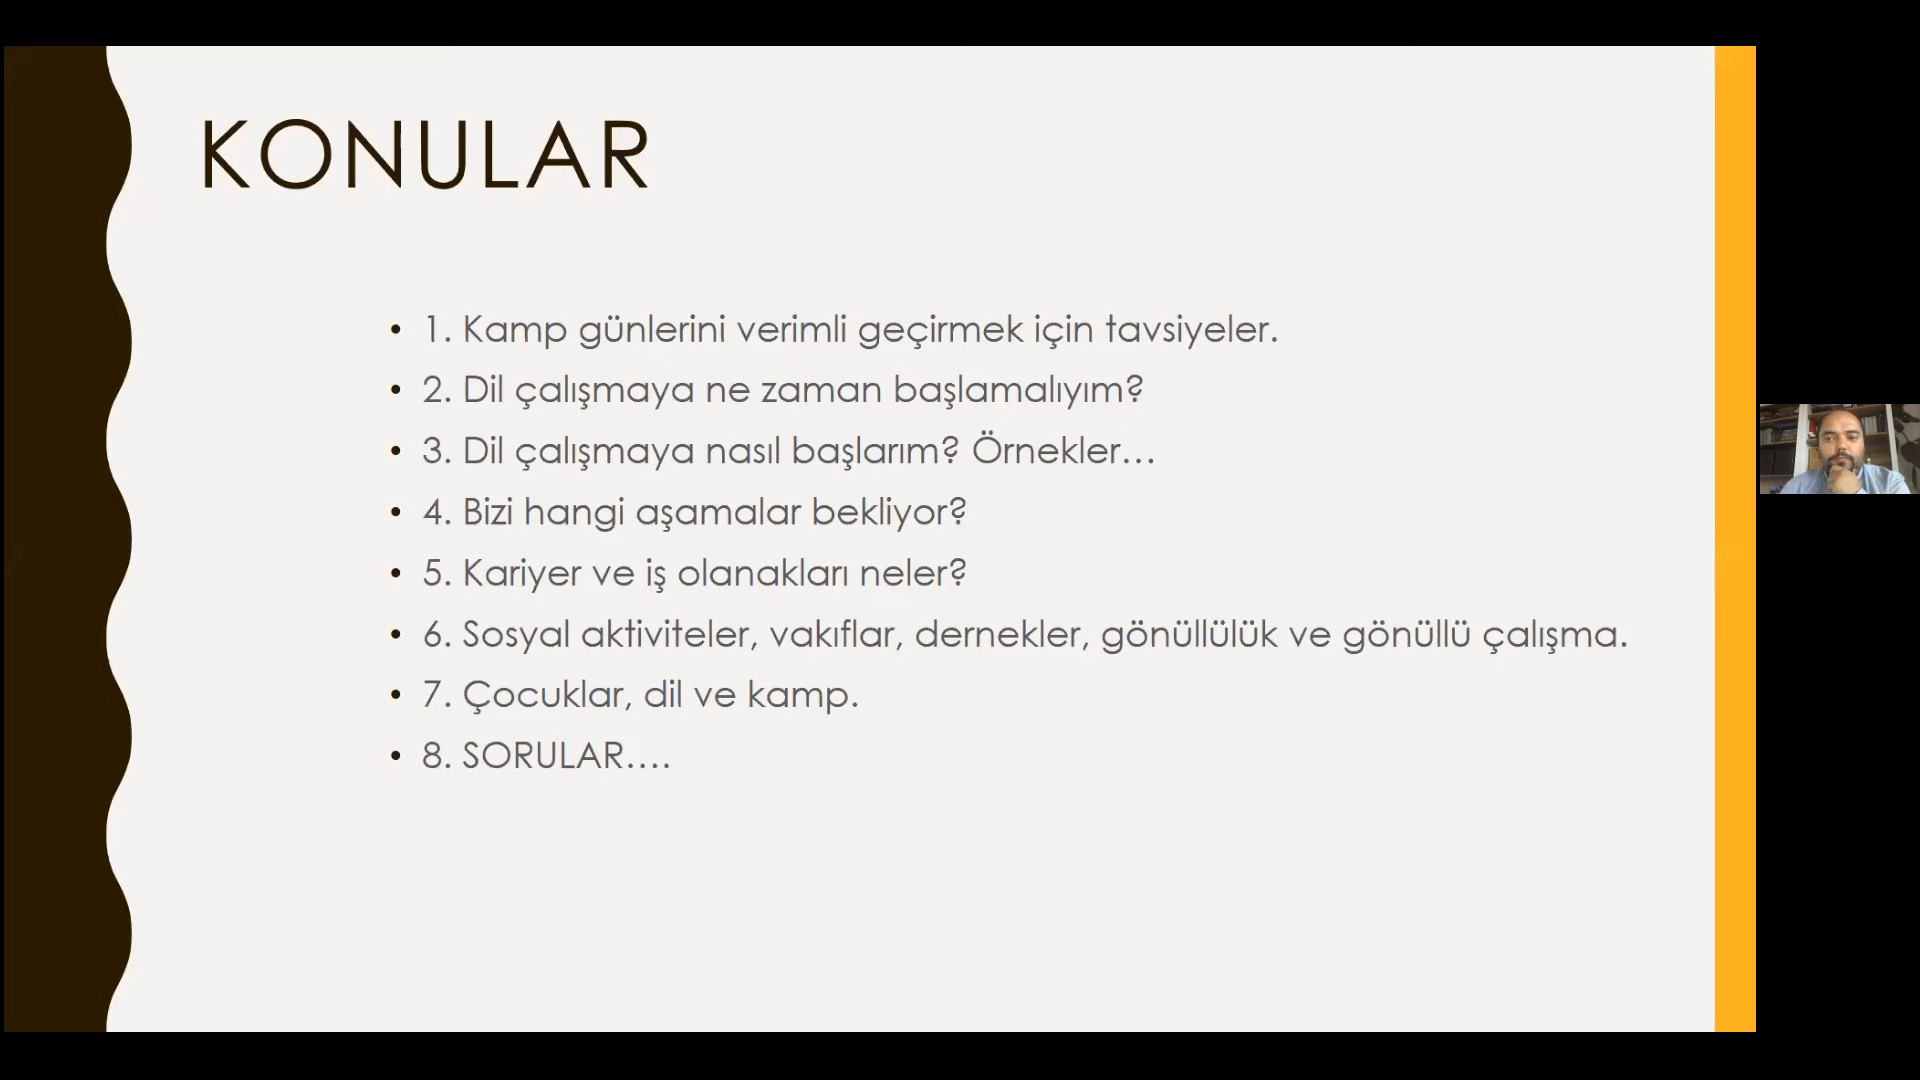 KONULAR
• 1. Kamp günlerini verimli geçirmek için tavsiyeler.
• 2. Dil çalışmaya ne zaman başlamalıyım?
• 3. Dil çalışmaya nasıl başlarım? Örnekler…
• 4. Bizi hangi aşamalar bekliyor?
• 5. Kariyer ve iş olanakları neler?
• 6. Sosyal aktiviteler, vakıflar, dernekler, gönüllülük ve gönüllü çalışma.
• 7. Çocuklar, dil ve kamp.
• 8. SORULAR….